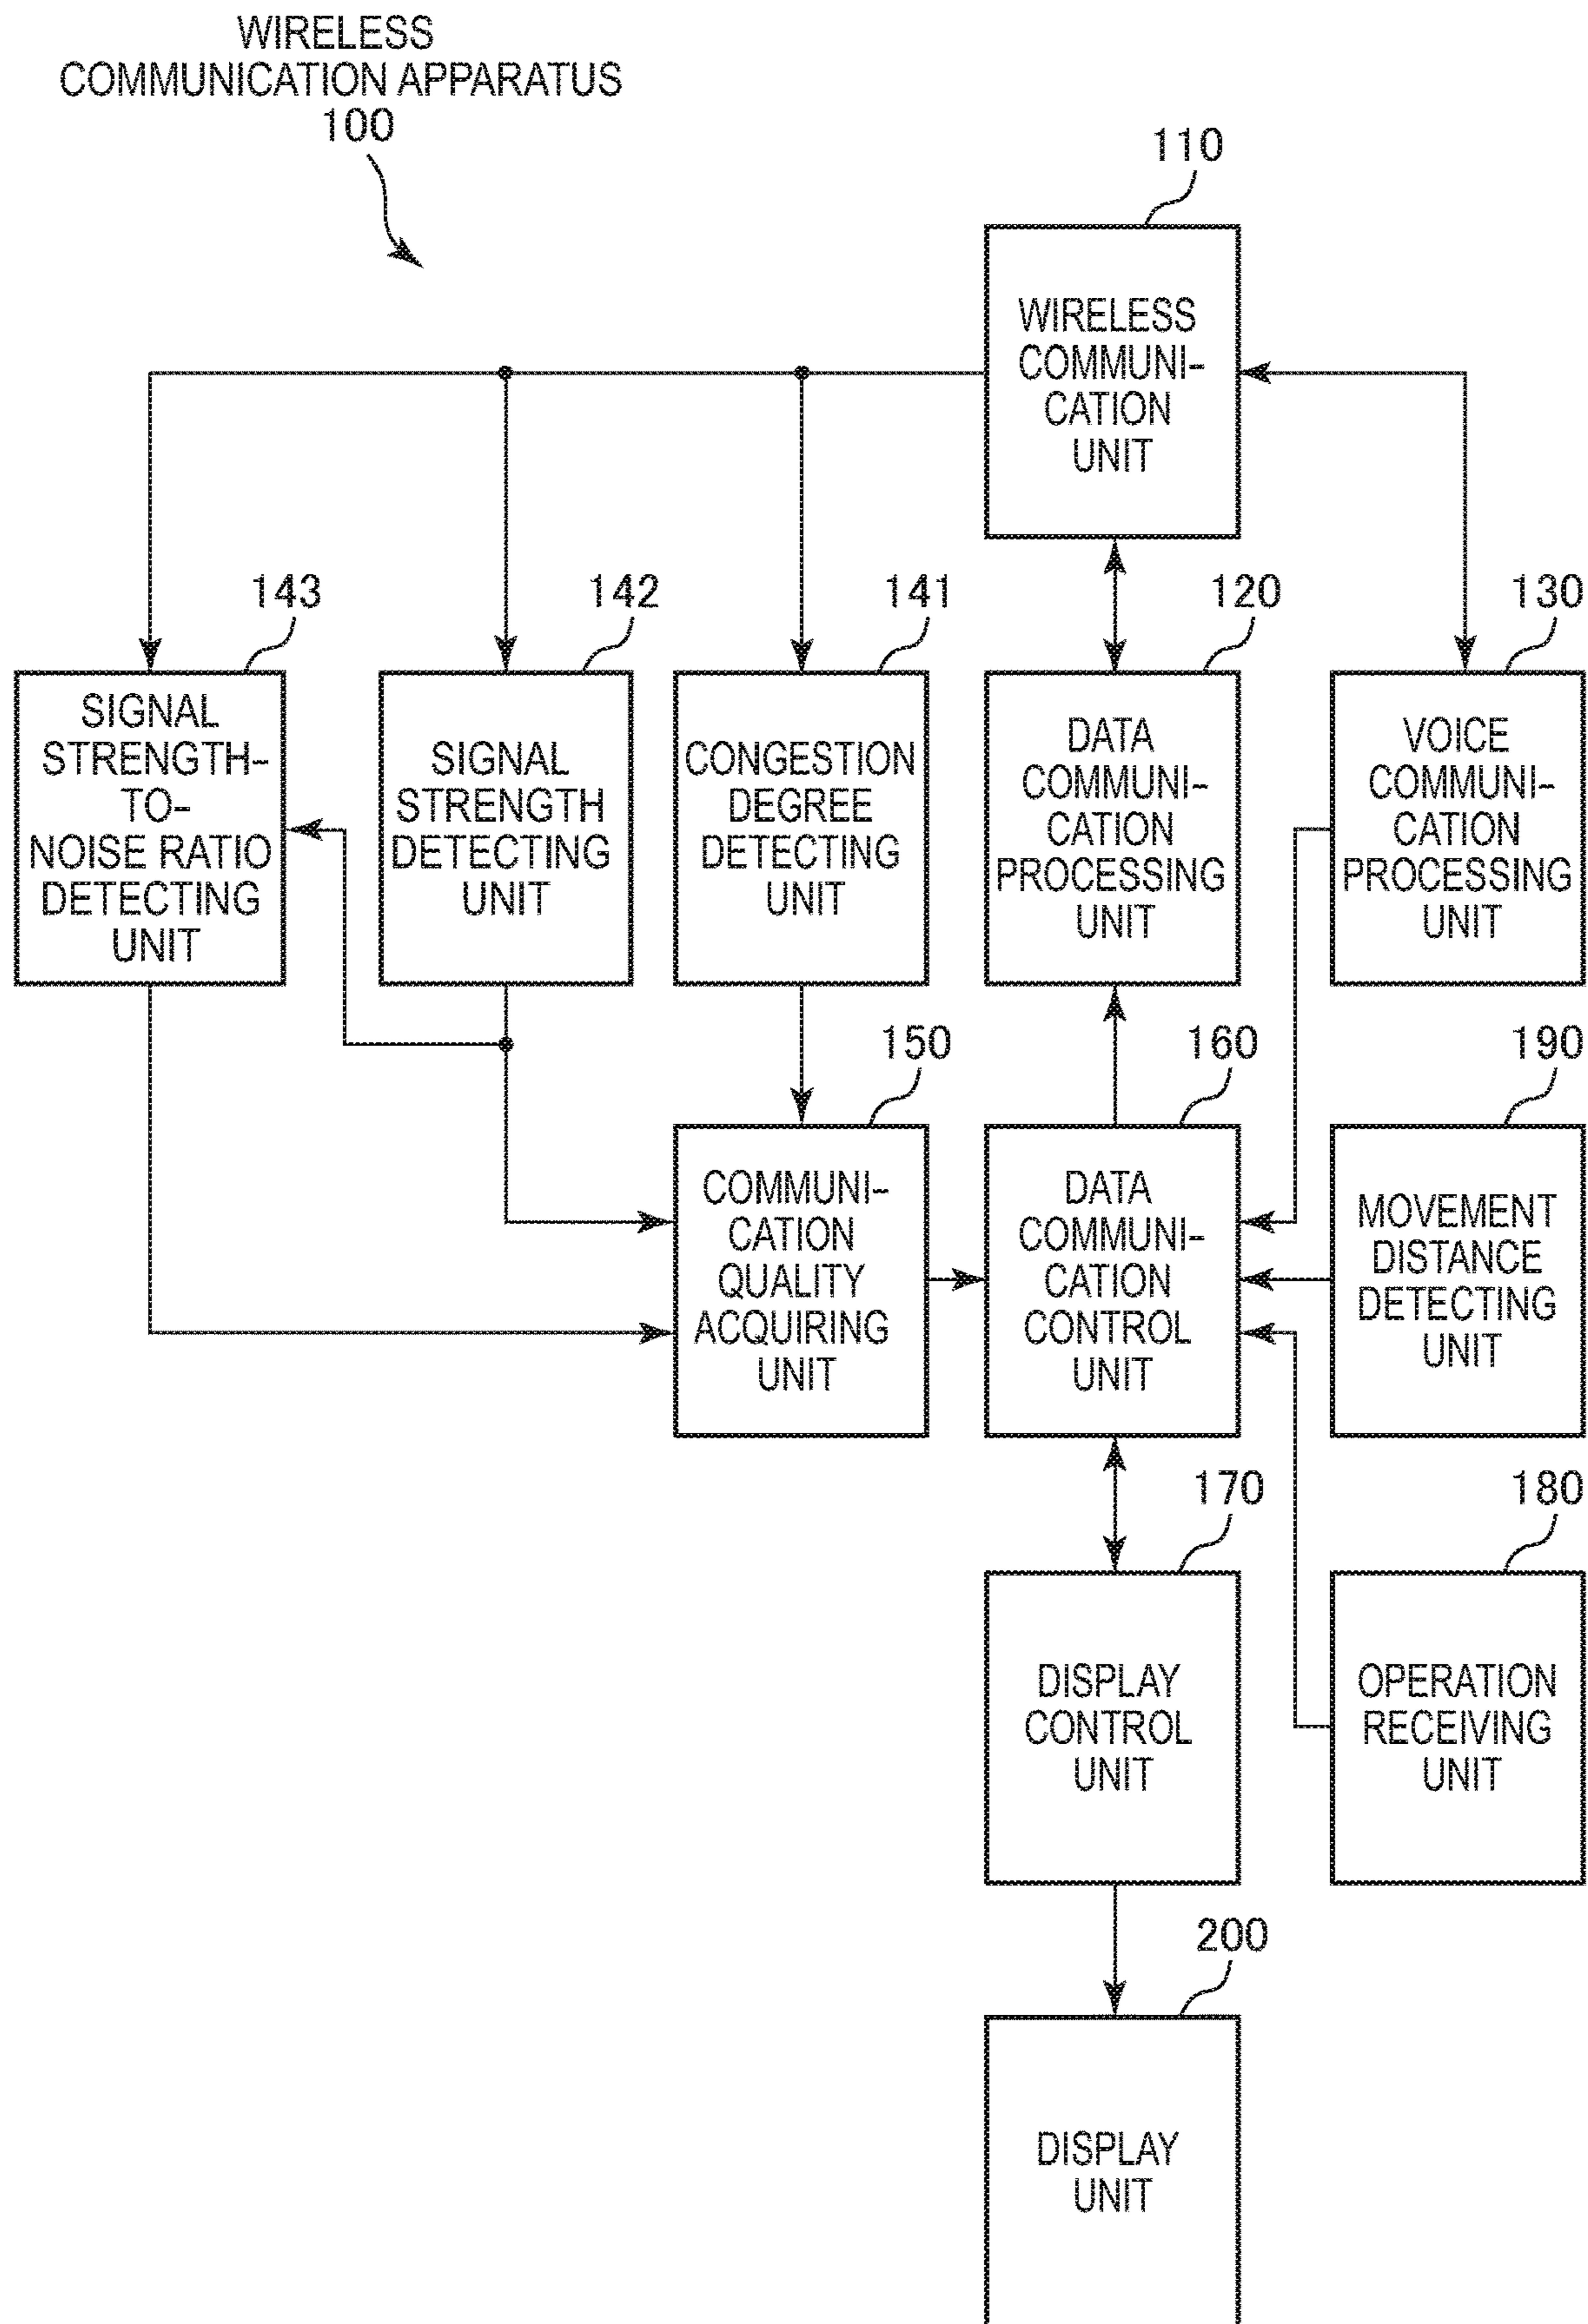 WIRELESS
COMMUNICATION APPARATUS
100
110
WIRELESS
COMMUNI-
CATION
UNIT
143
SIGNAL
STRENGTH-
TO-
NOISE RATIO
DETECTING
UNIT
142
SIGNAL
STRENGTH
DETECTING
UNIT
141
CONGESTION
DEGREE
DETECTING
UNIT
120
DATA
COMMUNI-
CATION
PROCESSING
UNIT
130
VOICE
COMMUNI-
CATION
PROCESSING
UNIT
150
COMMUNI-
CATION
QUALITY
ACQUIRING
UNIT
160
DATA
COMMUNI-
CATION
CONTROL
UNIT
190
MOVEMENT
DISTANCE
DETECTING
UNIT
170
DISPLAY
CONTROL
UNIT
180
OPERATION
RECEIVING
UNIT
200
DISPLAY
UNIT